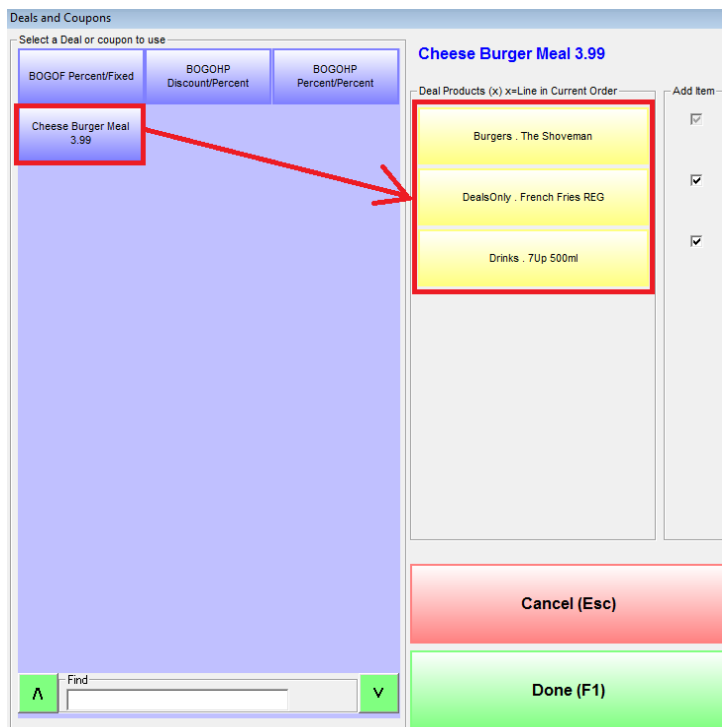 Deals and Coupons
Select a Deal or coupon to use
BOGOF Percent/Fixed
BOGOHP
Discount/Percent
BOGOHP
Percent/Percent
Cheese Burger Meal
3.99
Find
Λ
V
Cheese Burger Meal 3.99
Deal Products (x) x=Line in Current Order
Burgers . The Shoveman
DealsOnly . French Fries REG
Drinks . 7Up 500ml
Add Item
Cancel (Esc)
Done (F1)